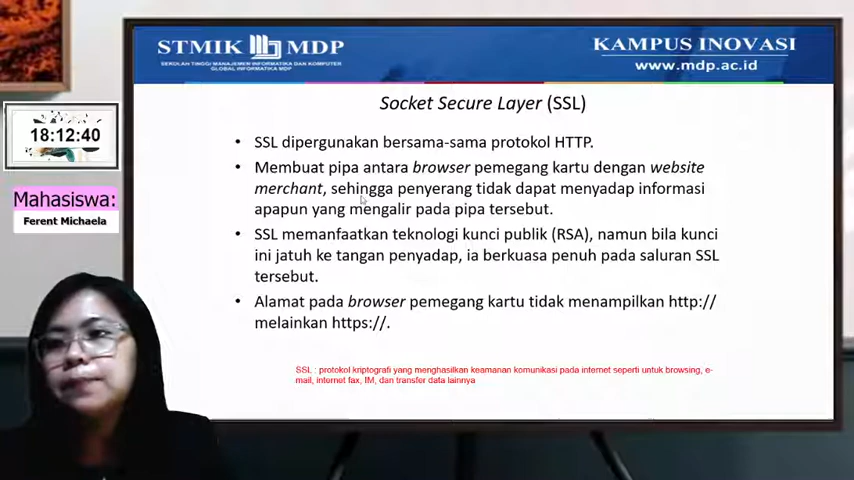 STMIK MDP
SEKOLAH TINGGI MANAJEMEN INFORMATIKA DAN KOMPUTER
GLOBAL INFORMATIKA MDP
KAMPUS INOVASI
www.mdp.ac.id
Socket Secure Layer (SSL)
18:12:40
Mahasiswa:
Ferent Michaela
• SSL dipergunakan bersama-sama protokol HTTP.
• Membuat pipa antara browser pemegang kartu dengan website
merchant, sehingga penyerang tidak dapat menyadap informasi
apapun yang mengalir pada pipa tersebut.
• SSL memanfaatkan teknologi kunci publik (RSA), namun bila kunci
ini jatuh ke tangan penyadap, ia berkuasa penuh pada saluran SSL
tersebut.
• Alamat pada browser pemegang kartu tidak menampilkan http://
melainkan https://.
SSL : protokol kriptografi yang menghasilkan keamanan komunikasi pada internet seperti untuk browsing, e-
mail, internet fax, IM, dan transfer data lainnya